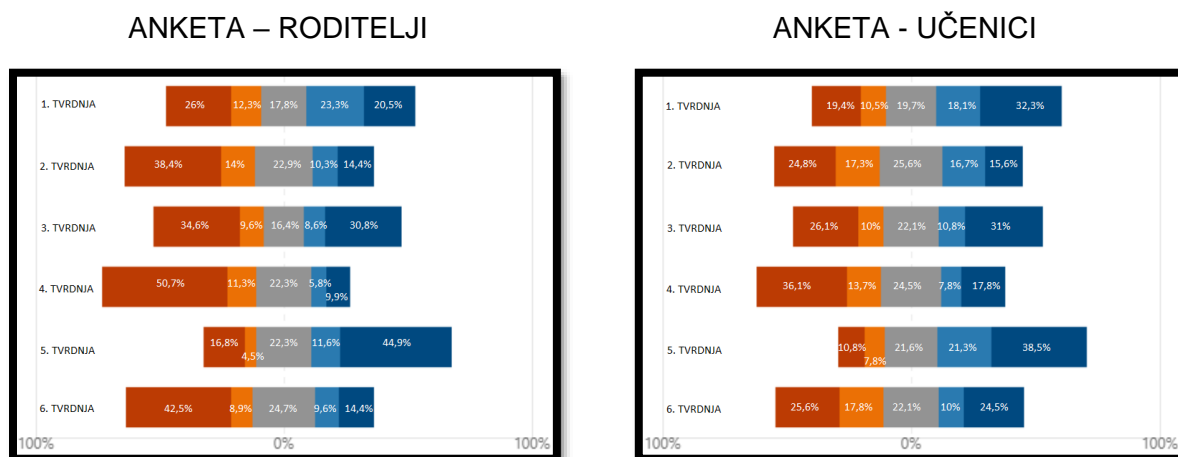 ANKETA – RODITELJI
1. TVRDNJA 26% 12,3% 17,8% 23,3% 20,5%
2. TVRDNJA 38,4% 14% 22,9% 10,3% 14,4%
3. TVRDNJA 34,6% 9,6% 16,4% 8,6% 30,8%
4. TVRDNJA 50,7% 11,3% 22,3% 5,8% 9,9%
5. TVRDNJA 16,8% 4,5% 22,3% 11,6% 44,9%
6. TVRDNJA 42,5% 8,9% 24,7% 9,6% 14,4%
100% 0% 100%
ANKETA - UČENICI
1. TVRDNJA 19,4% 10,5% 19,7% 18,1% 32,3%
2. TVRDNJA 24,8% 17,3% 25,6% 16,7% 15,6%
3. TVRDNJA 26,1% 10% 22,1% 10,8% 31%
4. TVRDNJA 36,1% 13,7% 24,5% 7,8% 17,8%
5. TVRDNJA 10,8% 7,8% 21,6% 21,3% 38,5%
6. TVRDNJA 25,6% 17,8% 22,1% 10% 24,5%
100% 0% 100%